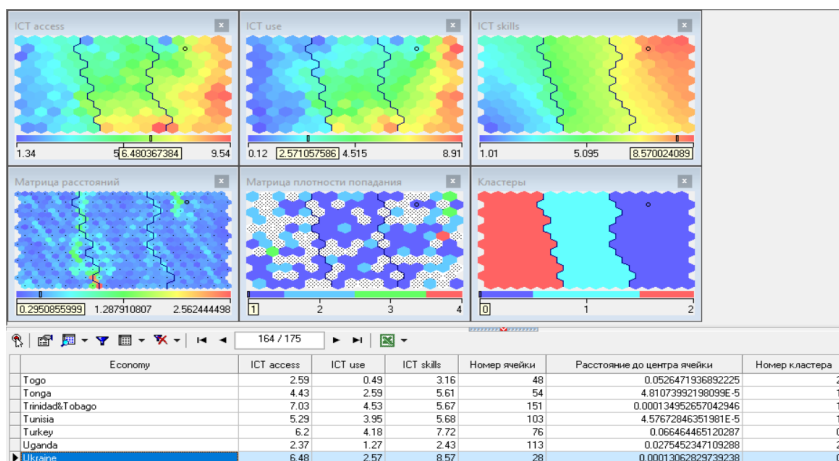 ICT access
ICT use
ICT skills
1.34 5 6.480367384 9.54
0.12 2.571057586 4.515 8.91
1.01 5.095 8.570024089
Матрица расстояний
Матрица плотности попадания
Кластеры
0.2950855999 1.287910807 2.562444498
1 2 3 4
0 1 2
164 / 175
Economy ICT access ICT use ICT skills Номер ячейки Расстояние до центра ячейки Номер кластера
Togo 2.59 0.49 3.16 48 0.0526471936892225 2
Tonga 4.43 2.59 5.61 54 4.81073992198099E-5 1
Trinidad&Tobago 7.03 4.53 5.67 151 0.000134952657042946 1
Tunisia 5.29 3.95 5.68 103 4.57672846351981E-5 1
Turkey 6.2 4.18 7.72 76 0.066464465120287
Uganda 2.37 1.27 2.43 113 0.0275452347109288 2
Ukraine 6.48 2.57 8.57 28 0.00013062829739238